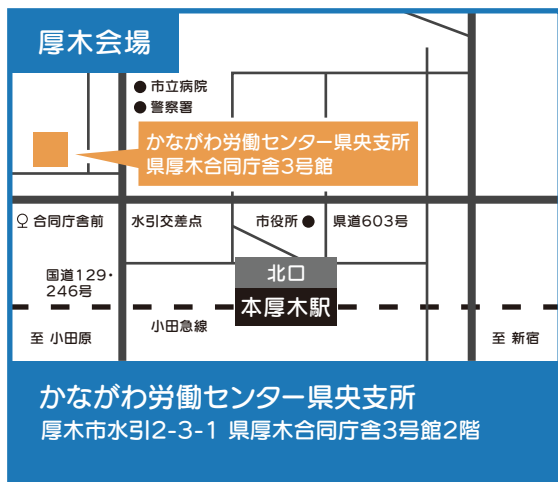 厚木会場
市立病院
警察署
かながわ労働センター県央支所
県厚木合同庁舎3号館
合同庁舎前
水引交差点
市役所
県道603号
国道129・
246号
北口
本厚木駅
小田急線
至 小田原
至 新宿
かながわ労働センター県央支所
厚木市水引2-3-1 県厚木合同庁舎3号館2階